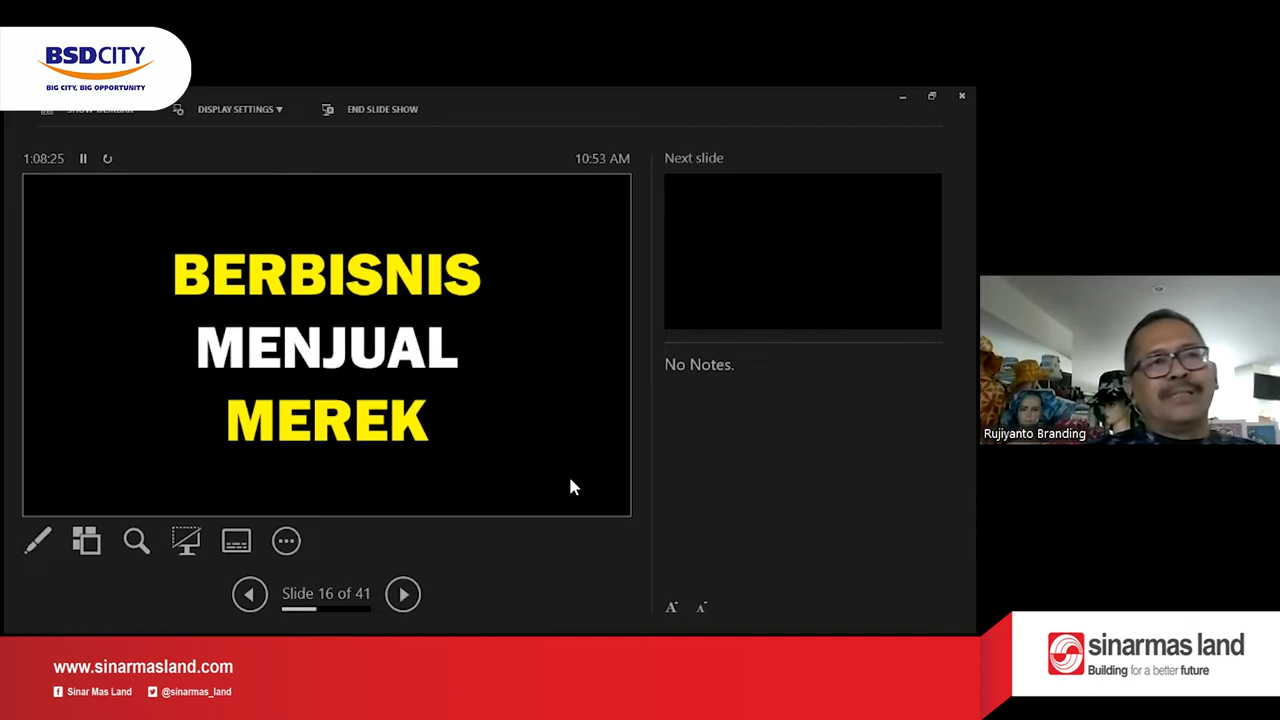 BSDCITY
BIG CITY, BIG OPPORTUNITY
DISPLAY SETTINGS ▼
END SLIDE SHOW
1:08:25
10:53 AM
Next slide
BERBISNIS
MENJUAL
MEREK
No Notes.
Rujiyanto Branding
Slide 16 of 41
A A
www.sinarmasland.com
Sinar Mas Land
@sinarmas_land
sinarmas land
Building for a better future